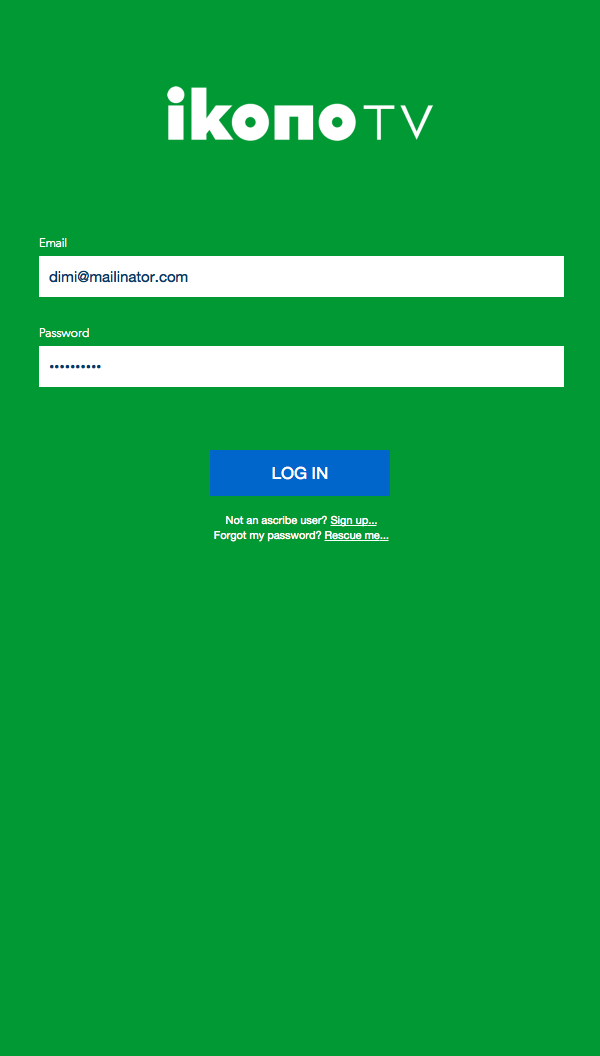 ikono TV
Email
dimi@mailinator.com
Password
••••••••••
LOG IN
Not an ascribe user? Sign up...
Forgot my password? Rescue me...